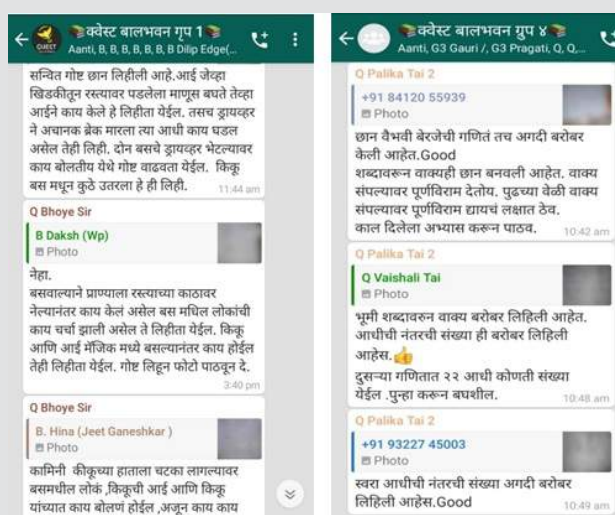 क्वेस्ट बालभवन गृप 1
Aanti, B, B, B, B, B, B Dilip Edge(...
सन्वित गोष्ट छान लिहीली आहे.आई जेव्हा
खिडकीतून रस्त्यावर पडलेला माणूस बघते तेव्हा
आईने काय केले हे लिहीता येईल. तसच ड्रायव्हर
ने अचानक ब्रेक मारला त्या आधी काय घडल
असेल तेही लिही. दोन बसचे ड्रायव्हर भेटल्यावर
काय बोलतीय येथे गोष्ट वाढवता येईल. किकू
बस मधून कुठे उतरला हे ही लिही.
11:44 am
Q Bhoye Sir
B Daksh (Wp)
Photo
नेहा.
बसवाल्याने प्राण्याला रस्त्याच्या काठावर
नेल्यानंतर काय केलं असेल बस मधिल लोकांची
काय चर्चा झाली असेल ते लिहीता येईल. किकू
आणि आई मॅजिक मध्ये बसल्यानंतर काय होईल
तेही लिहीता येईल. गोष्ट लिहून फोटो पाठवून दे.
3:40 pm
Q Bhoye Sir
B. Hina (Jeet Ganeshkar )
Photo
कामिनी कीकूच्या हाताला चटका लागल्यावर
बसमधील लोकं ,किकूची आई आणि किकू
यांच्यात काय बोलणं होईल ,अजून काय काय
क्वेस्ट बालभवन ग्रुप ४
Aanti, G3 Gauri /, G3 Pragati, Q, Q,...
Q Palika Tai 2
+91 84120 55939
Photo
छान वैभवी बेरजेची गणितं तच अगदी बरोबर
केली आहेत.Good
शब्दावरून वाक्यही छान बनवली आहेत. वाक्य
संपल्यावर पूर्णविराम देतोय. पुढच्या वेळी वाक्य
संपल्यावर पूर्णविराम द्यायचं लक्षात ठेव.
काल दिलेला अभ्यास करून पाठव.
10:42 am
Q Palika Tai 2
Q Vaishali Tai
Photo
भूमी शब्दावरुन वाक्य बरोबर लिहिली आहेत.
आधीची नंतरची संख्या ही बरोबर लिहिली
आहेस.👍
दुसऱ्या गणितात २२ आधी कोणती संख्या
येईल .पुन्हा करून बघशील.
10:48 am
Q Palika Tai 2
+91 93227 45003
Photo
स्वरा आधीची नंतरची संख्या अगदी बरोबर
लिहिली आहेस.Good
10:49 am